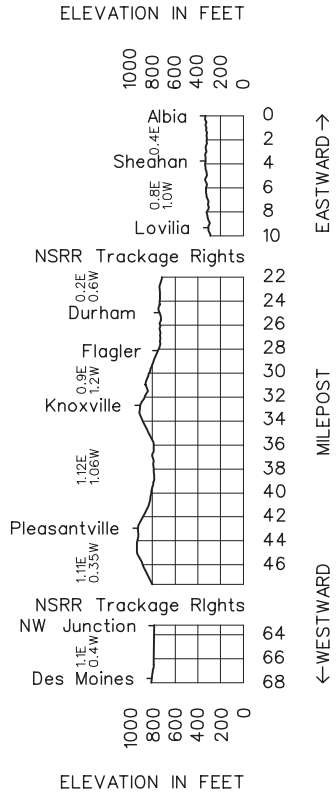 ELEVATION IN FEET
1000 800 600 400 200 0
Albia 0
0.4E
2
Sheahan 4
0.8E
1.0W
6
8
Lovilia 10
EASTWARD→
NSRR Trackage Rights
22
0.2E
0.6W
24
Durham
26
Flagler 28
30
0.9E
1.2W
32
Knoxville
34
MILEPOST
36
1.12E
1.06W
38
40
42
Pleasantville
44
1.11E
0.35W
46
NSRR Trackage RIghts
NW Junction 64
1.1E
0.4W
66
Des Moines 68
←WESTWARD
1000 800 600 400 200 0
ELEVATION IN FEET